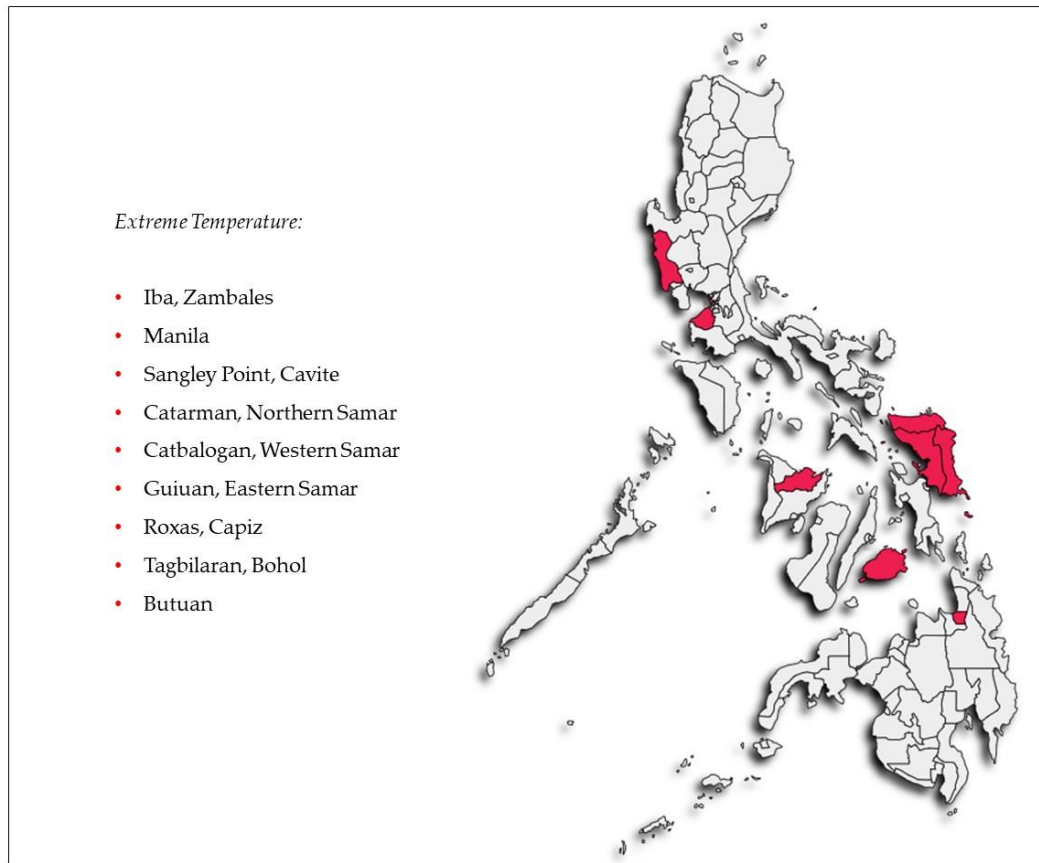 Extreme Temperature:
• Iba, Zambales
• Manila
• Sangley Point, Cavite
• Catarman, Northern Samar
• Catbalogan, Western Samar
• Guiuan, Eastern Samar
• Roxas, Capiz
• Tagbilaran, Bohol
• Butuan